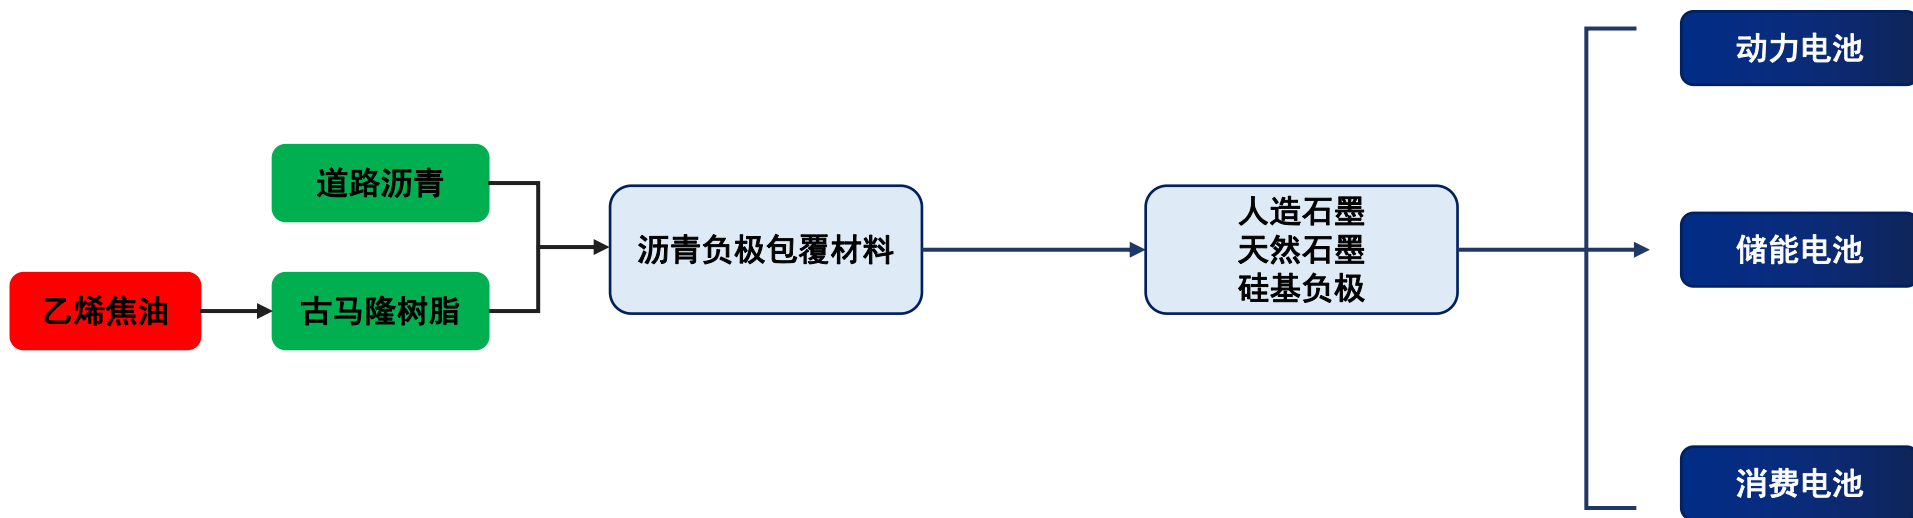 动力电池
道路沥青
乙烯焦油
古马隆树脂
沥青负极包覆材料
人造石墨
天然石墨
硅基负极
储能电池
消费电池